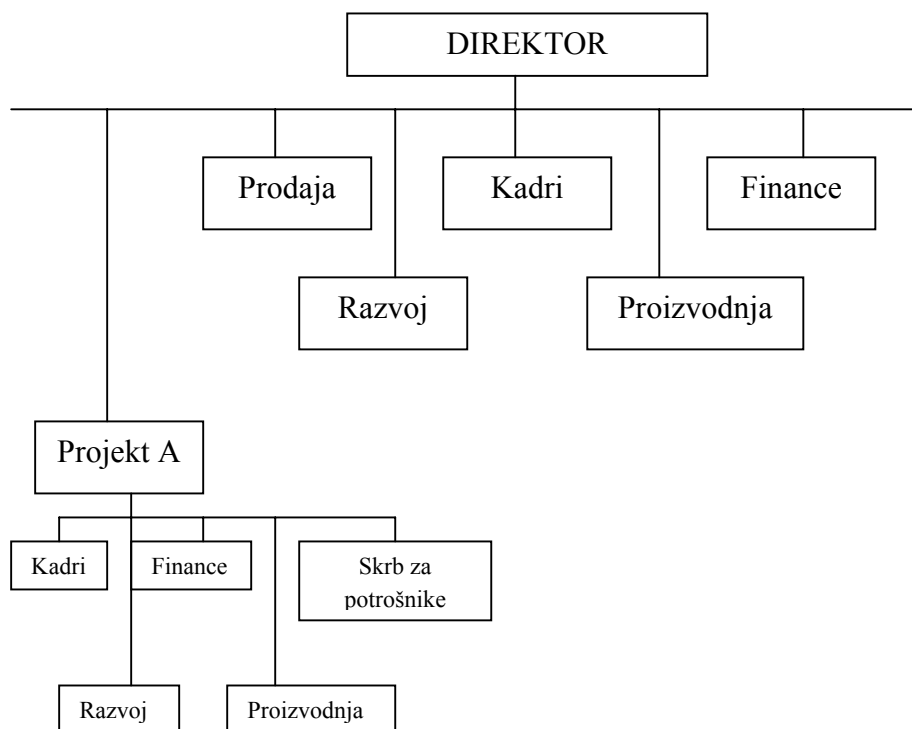 DIREKTOR
Prodaja
Kadri
Finance
Razvoj
Proizvodnja
Projekt A
Kadri
Finance
Skrb za
potrošnike
Razvoj
Proizvodnja